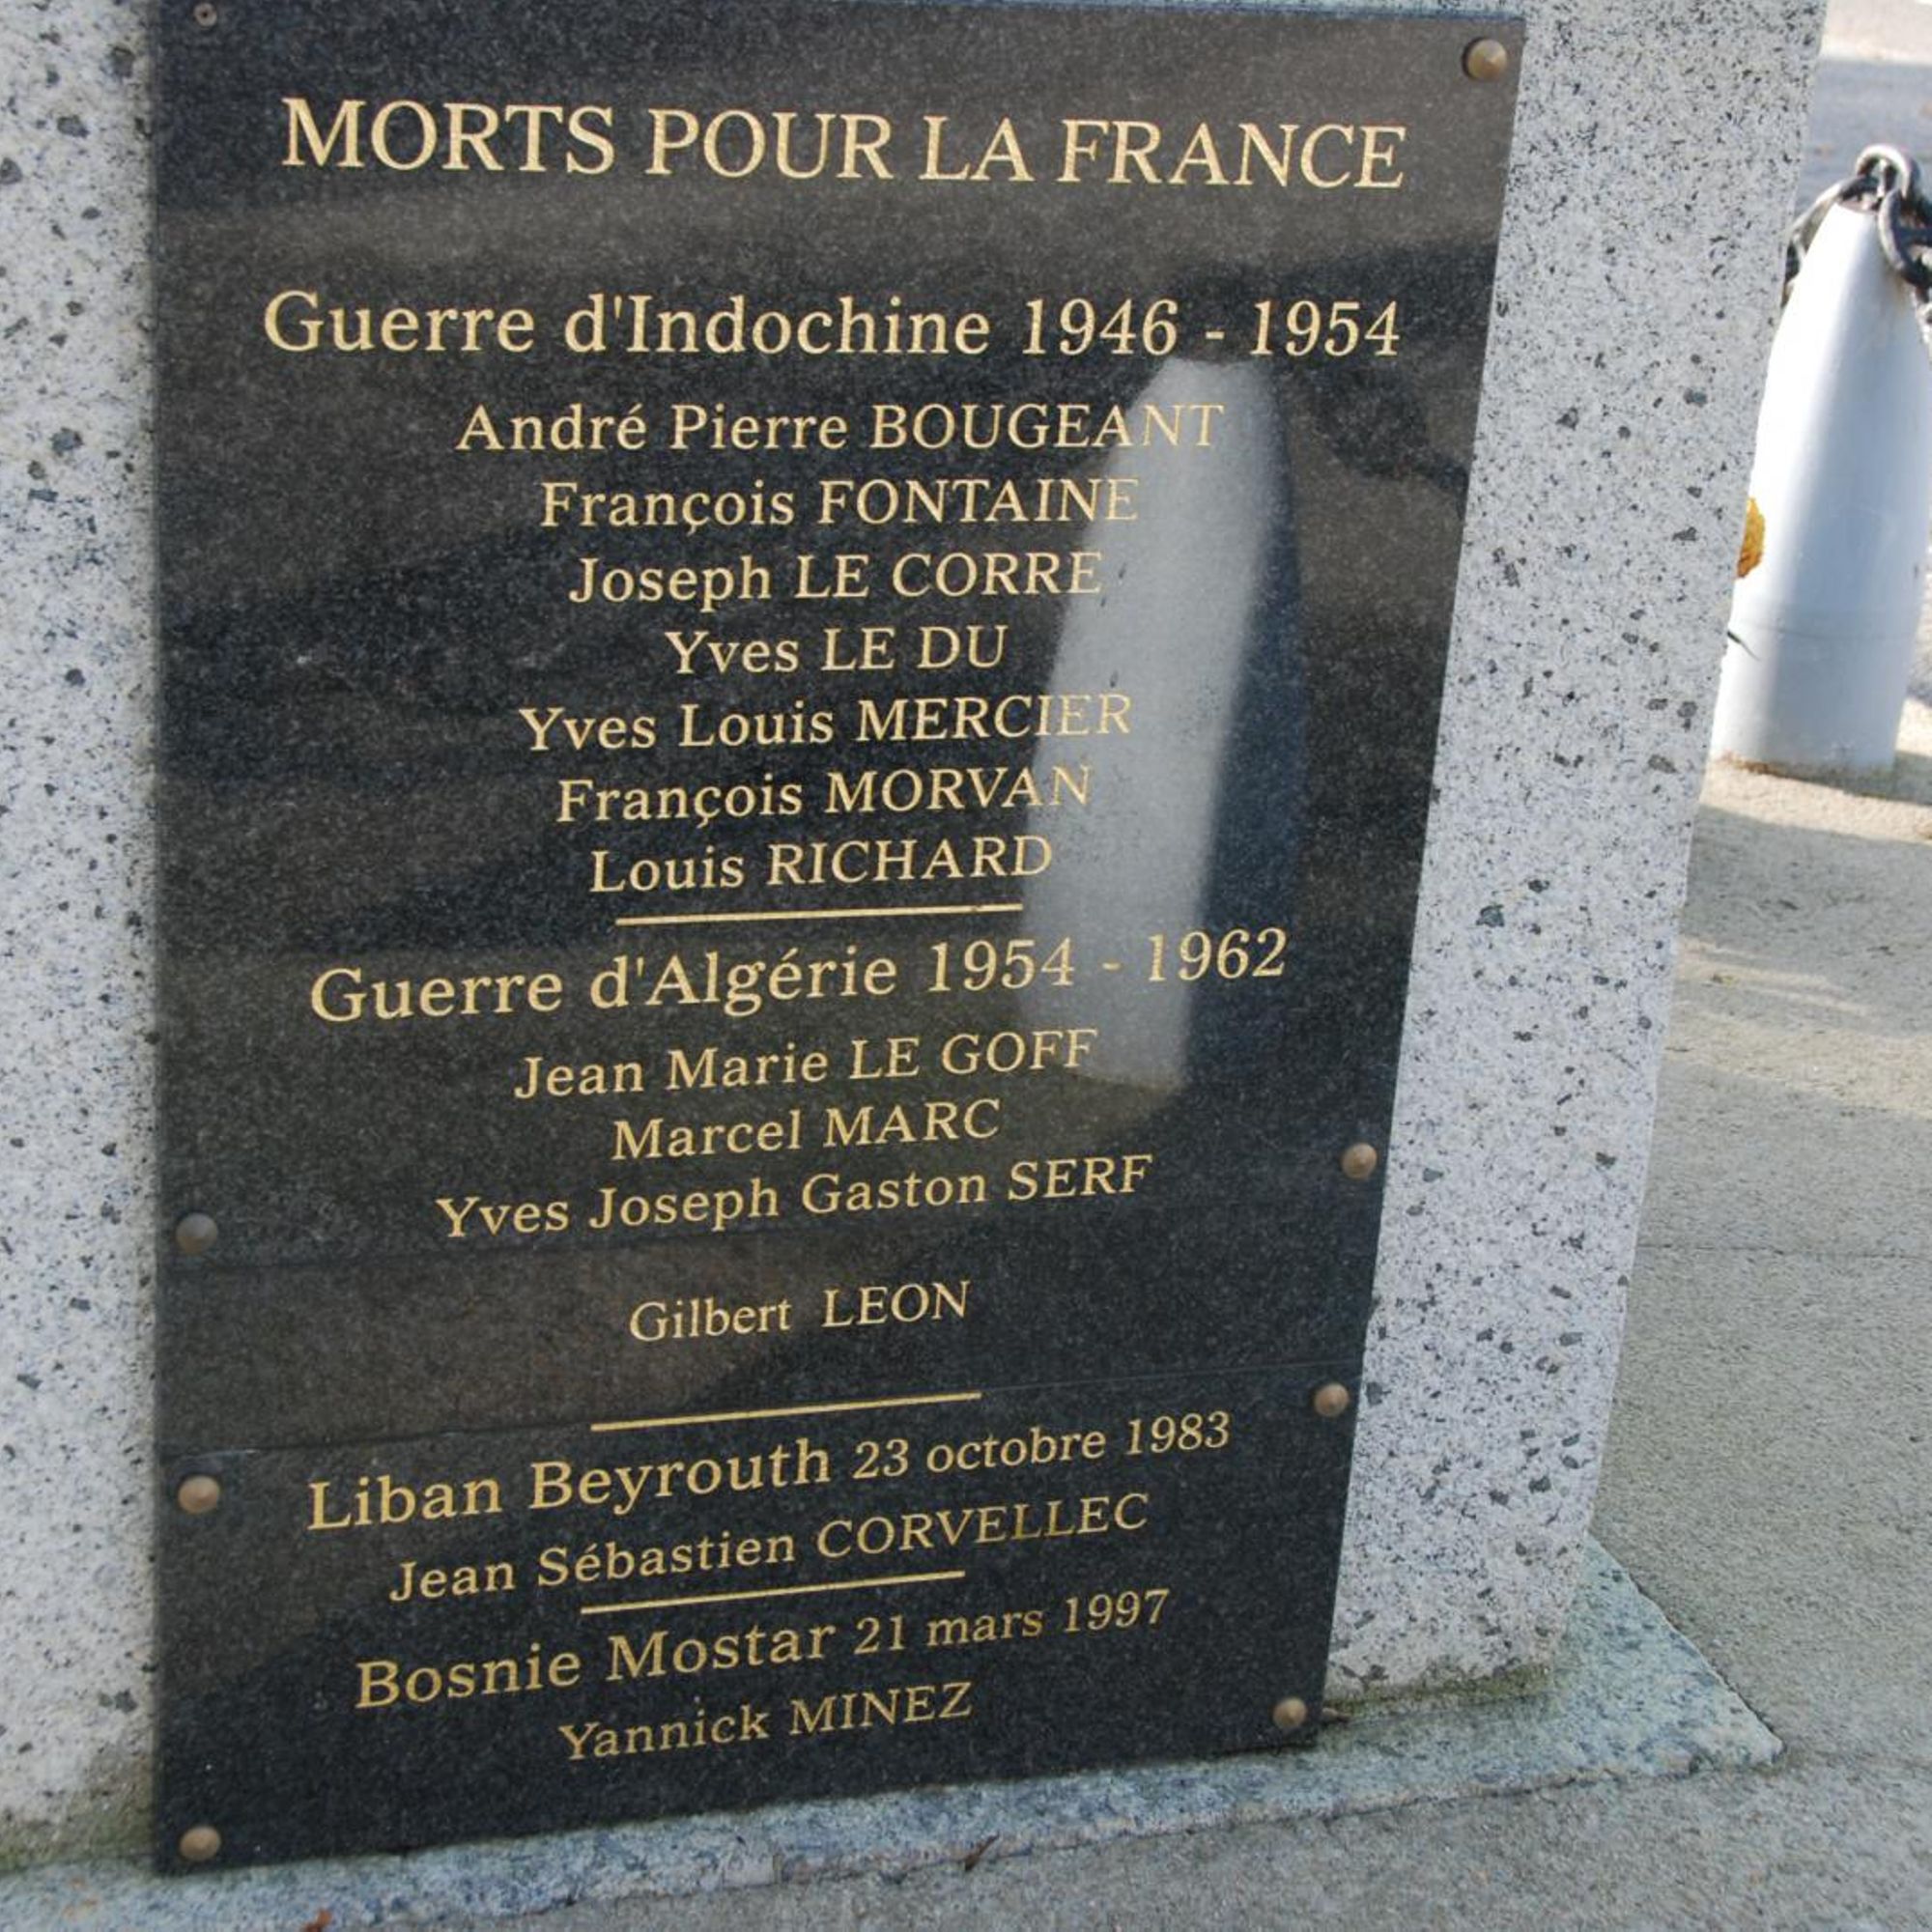 MORTS POUR LA FRANCE
Guerre d'Indochine 1946 - 1954
André Pierre BOUGEANT
François FONTAINE
Joseph LE CORRE
Yves LE DU
Yves Louis MERCIER
François MORVAN
Louis RICHARD
Guerre d'Algérie 1954 - 1962
Jean Marie LE GOFF
Marcel MARC
Yves Joseph Gaston SERF
Gilbert LEON
Liban Beyrouth 23 octobre 1983
Jean Sébastien CORVELLEC
Bosnie Mostar 21 mars 1997
Yannick MINEZ